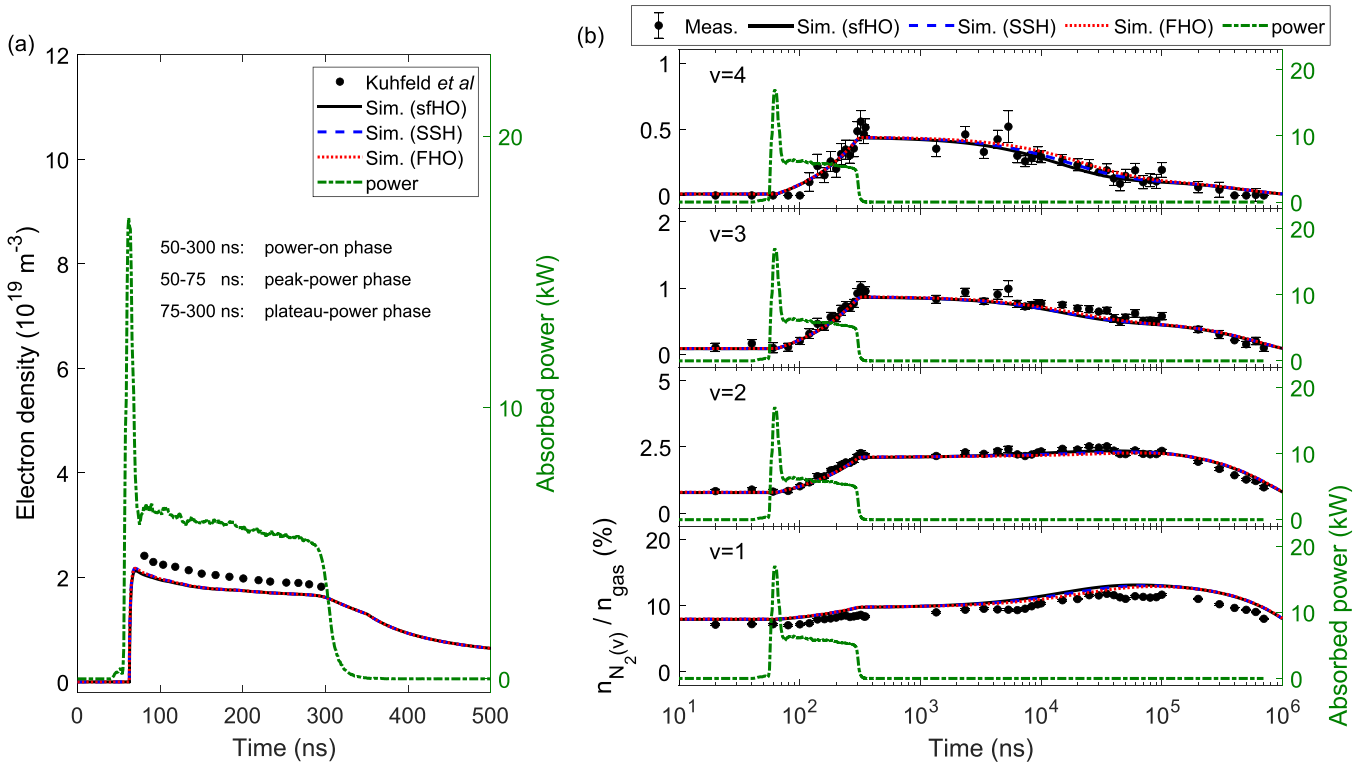 (a)
12
10
8
6
4
2
0
Electron density (10^19 m^-3)
0 100 200 300 400 500
Time (ns)
20
10
0
Absorbed power (kW)
Kuhfeld et al
Sim. (sfHO)
Sim. (SSH)
Sim. (FHO)
power
50-300 ns: power-on phase
50-75 ns: peak-power phase
75-300 ns: plateau-power phase
(b)
Meas. Sim. (sfHO) Sim. (SSH) Sim. (FHO) power
v=4
1
0.5
0
20
10
0
v=3
2
1
0
20
10
0
v=2
5
2.5
0
20
10
0
v=1
20
10
0
20
10
0
n_N2(v) / n_gas (%)
Absorbed power (kW)
10^1 10^2 10^3 10^4 10^5 10^6
Time (ns)